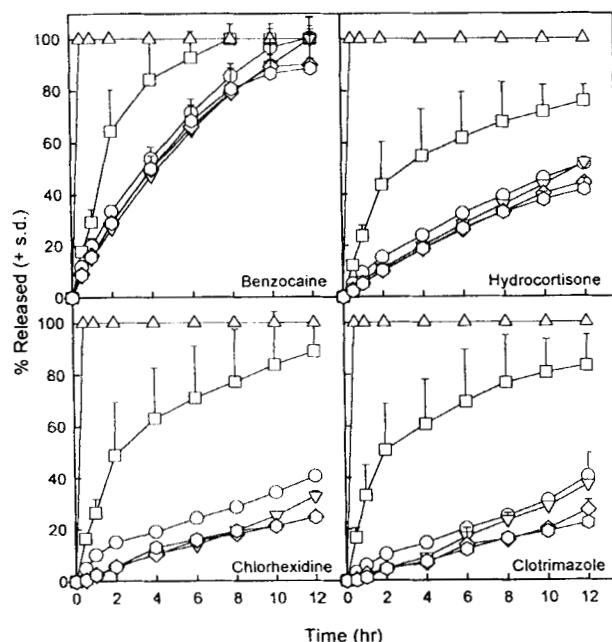 % Released (+ s.d.)
100
80
60
40
20
0
Benzocaine
Hydrocortisone
100
80
60
40
20
0
Chlorhexidine
Clotrimazole
0 2 4 6 8 10 12
0 2 4 6 8 10 12
Time (hr)